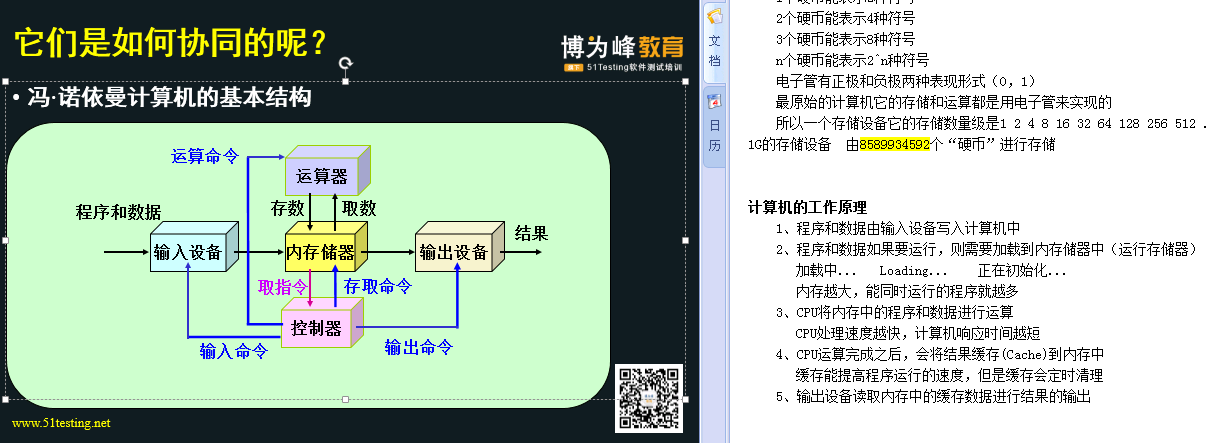 它们是如何协同的呢？
博为峰教育
旗下 51Testing软件测试培训
• 冯·诺依曼计算机的基本结构
运算命令
运算器
程序和数据
存数
取数
输入设备
内存储器
输出设备
结果
取指令
存取命令
控制器
输入命令
输出命令
www.51testing.net
文档
日历
2个硬币能表示4种符号
3个硬币能表示8种符号
n个硬币能表示2^n种符号
电子管有正极和负极两种表现形式（0，1）
最原始的计算机它的存储和运算都是用电子管来实现的
所以一个存储设备它的存储数量级是1 2 4 8 16 32 64 128 256 512 .
1G的存储设备 由8589934592个“硬币”进行存储
计算机的工作原理
1、程序和数据由输入设备写入计算机中
2、程序和数据如果要运行，则需要加载到内存储器中（运行存储器）
加载中... Loading... 正在初始化...
内存越大，能同时运行的程序就越多
3、CPU将内存中的程序和数据进行运算
CPU处理速度越快，计算机响应时间越短
4、CPU运算完成之后，会将结果缓存(Cache)到内存中
缓存能提高程序运行的速度，但是缓存会定时清理
5、输出设备读取内存中的缓存数据进行结果的输出